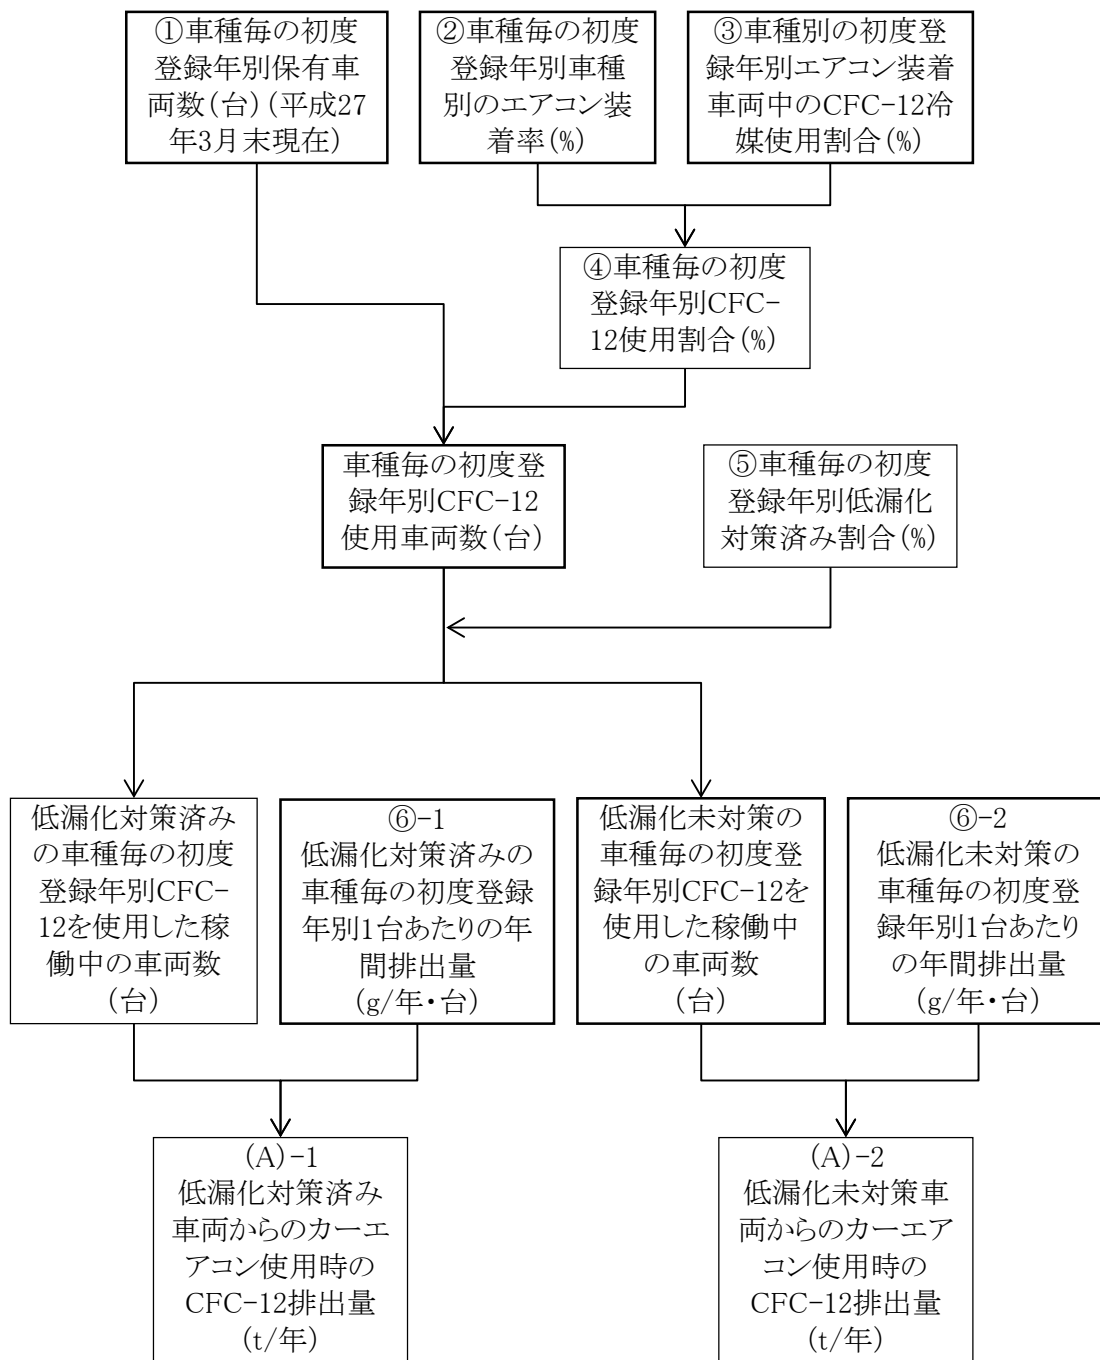 ①車種毎の初度
登録年別保有車
両数(台)(平成27
年3月末現在)
②車種毎の初度
登録年別車種
別のエアコン装
着率(%)
③車種別の初度登
録年別エアコン装着
車両中のCFC-12冷
媒使用割合(%)
④車種毎の初度
登録年別CFC-
12使用割合(%)
車種毎の初度登
録年別CFC-12
使用車両数(台)
⑤車種毎の初度
登録年別低漏化
対策済み割合(%)
低漏化対策済み
の車種毎の初度
登録年別CFC-
12を使用した稼
働中の車両数
(台)
⑥-1
低漏化対策済みの
車種毎の初度登録
年別1台あたりの年
間排出量
(g/年・台)
低漏化未対策の
車種毎の初度登
録年別CFC-12を
使用した稼働中
の車両数
(台)
⑥-2
低漏化未対策の
車種毎の初度登
録年別1台あたり
の年間排出量
(g/年・台)
(A)-1
低漏化対策済み
車両からのカーエ
アコン使用時の
CFC-12排出量
(t/年)
(A)-2
低漏化未対策車
両からのカーエア
コン使用時の
CFC-12排出量
(t/年)